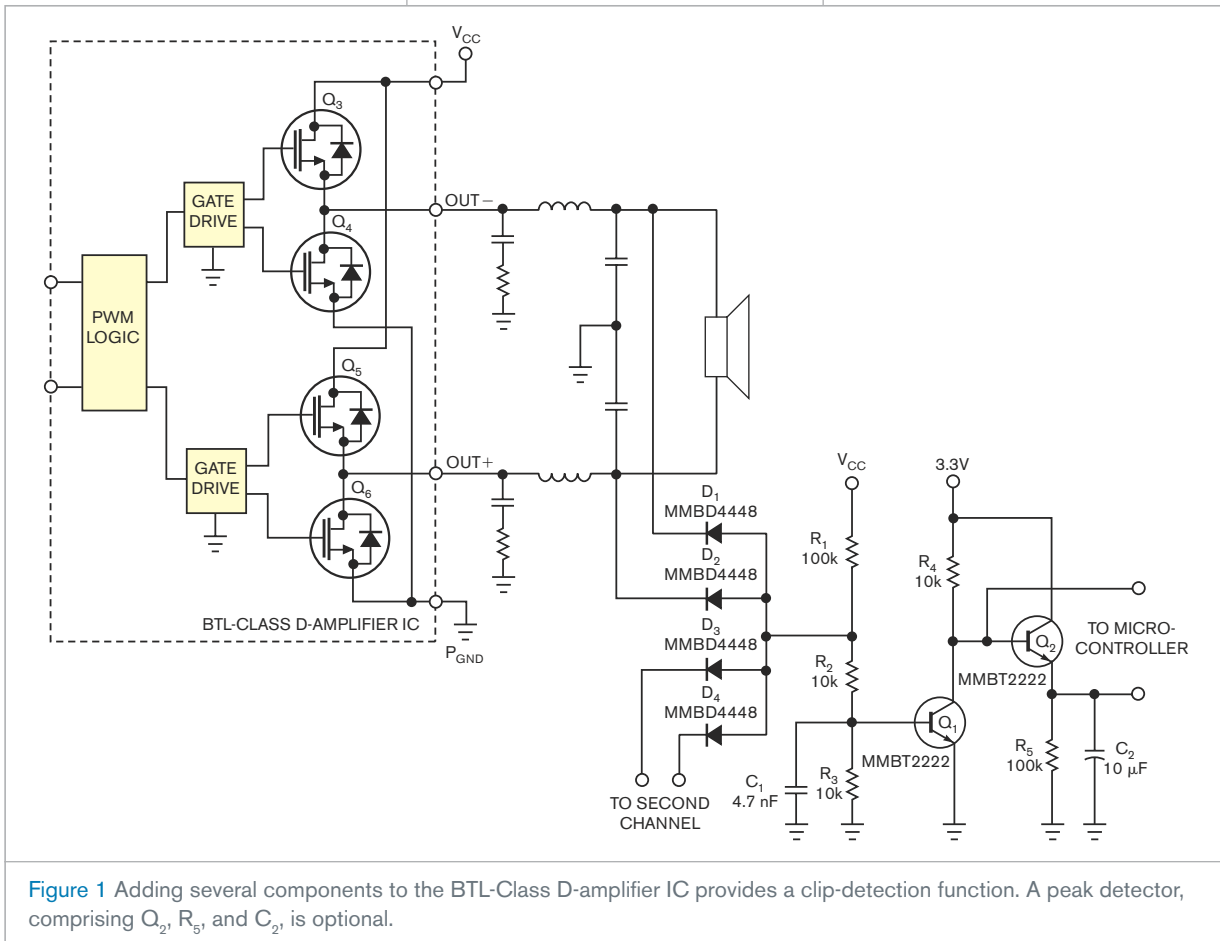 V_CC
Q₃
GATE
DRIVE
OUT−
Q₄
PWM
LOGIC
Q₅
OUT+
GATE
DRIVE
Q₆
BTL-CLASS D-AMPLIFIER IC
P_GND
D₁
MMBD4448
D₂
MMBD4448
D₃
MMBD4448
D₄
MMBD4448
TO SECOND
CHANNEL
V_CC
R₁
100k
R₂
10k
C₁
4.7 nF
R₃
10k
3.3V
R₄
10k
Q₁
MMBT2222
Q₂
MMBT2222
TO MICRO-
CONTROLLER
R₅
100k
C₂
10 µF
Figure 1 Adding several components to the BTL-Class D-amplifier IC provides a clip-detection function. A peak detector,
comprising Q₂, R₅, and C₂, is optional.